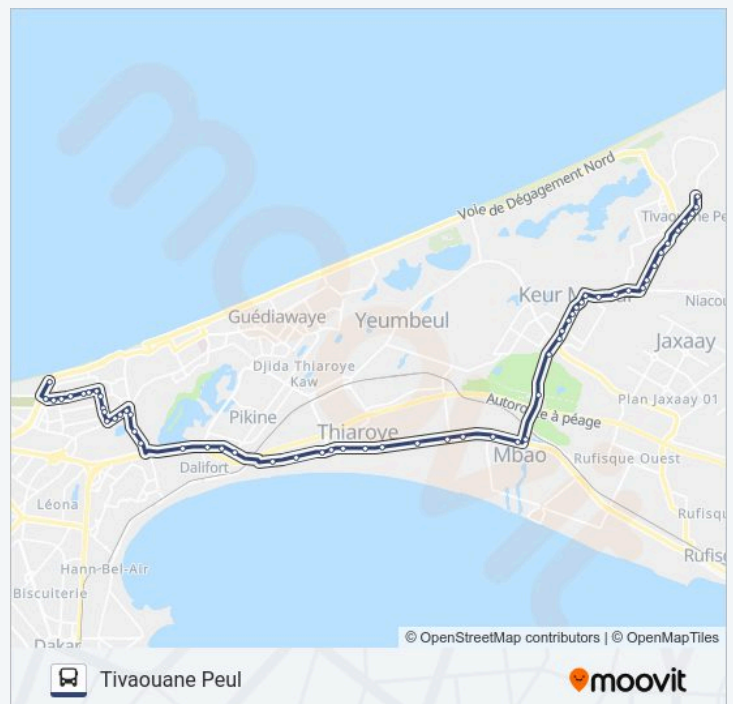 Voie de Dégagement Nord
Tivaouane Pe
Keur M
Niacou
Guédiawaye
Yeumbeul
Jaxaay
Djida Thiaroye
Kaw
Plan Jaxaay 01
Autoroute à péage
Pikine
Thiaroye
Mbao
Rufisque Ouest
Dalifort
Léona
Rufisqu
Rufisq
Hann-Bel-Air
Biscuiterie
Dakar
© OpenStreetMap contributors | © OpenMapTiles
Tivaouane Peul
moovit